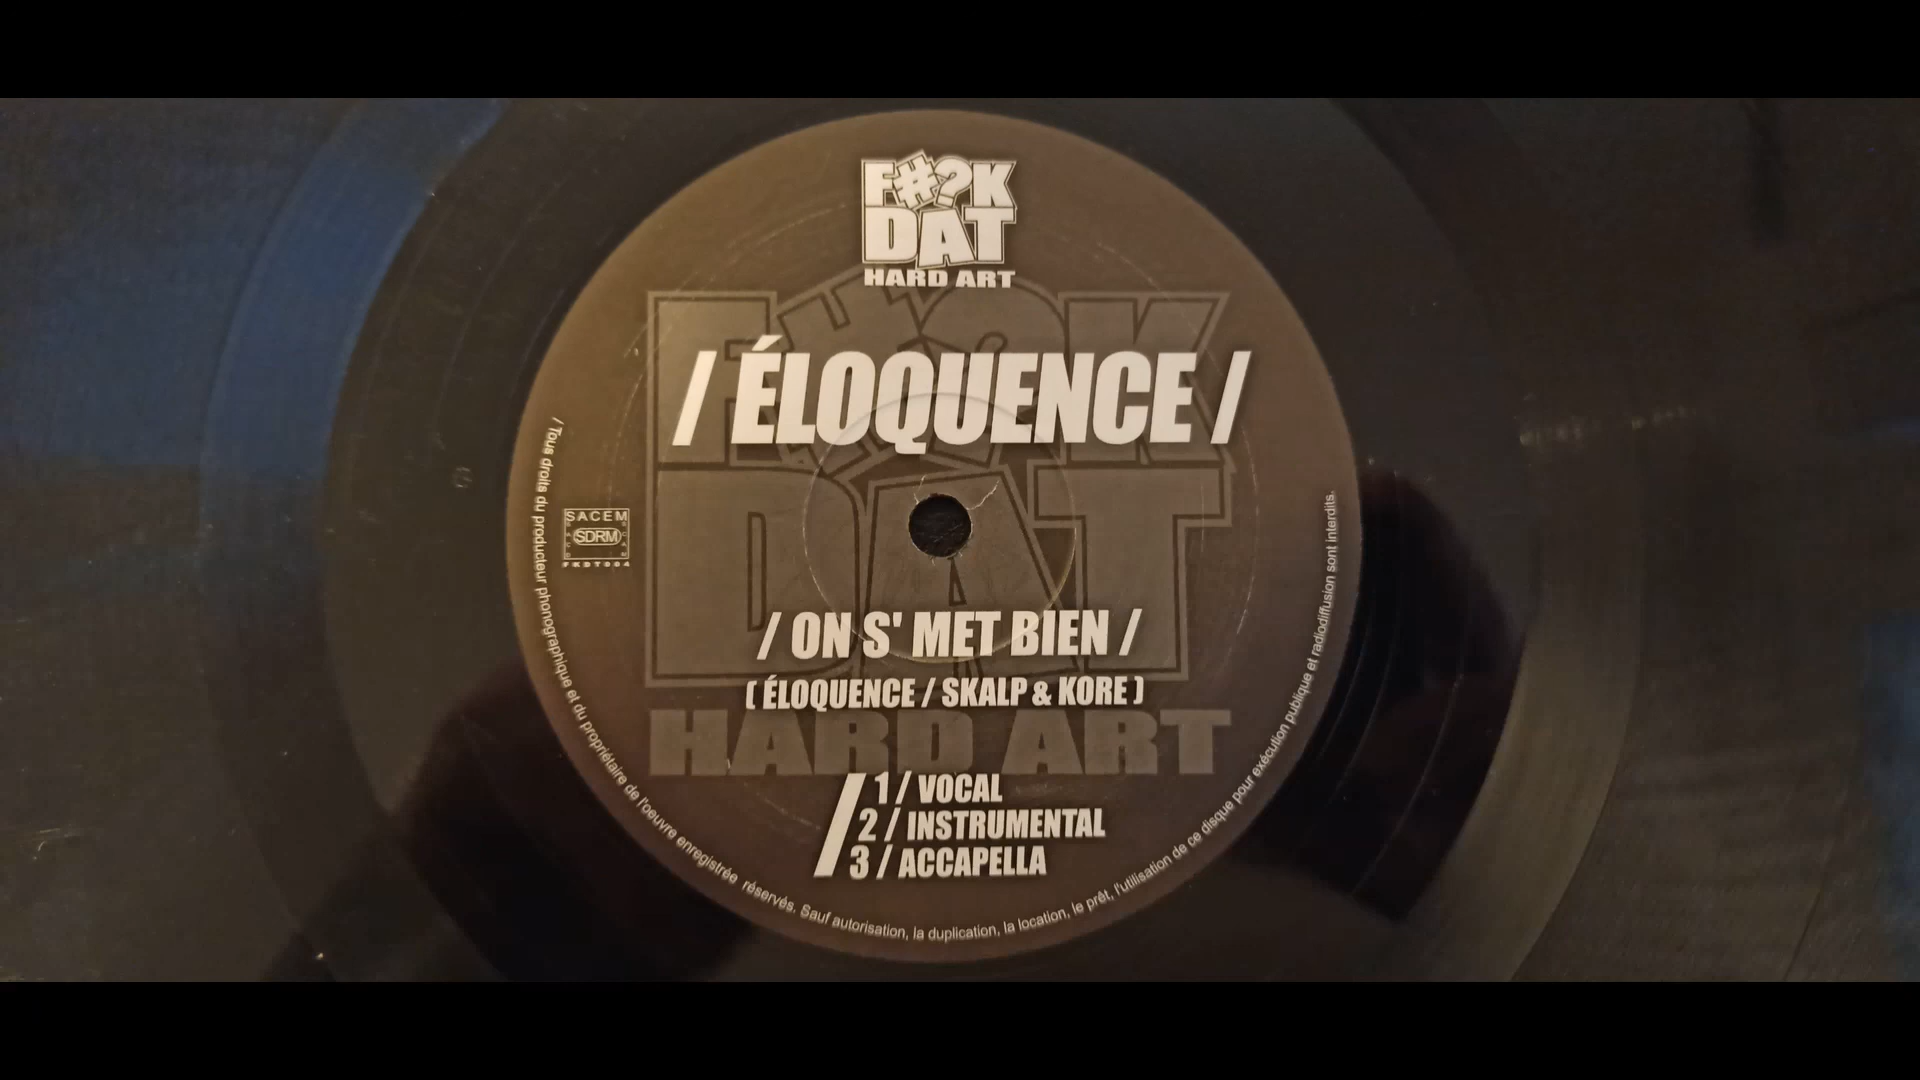 F#?K
DAT
HARD ART
F#?K
DAT
HARD ART
/ ÉLOQUENCE /
SACEM
SDRM
FKDT004
/ ON S' MET BIEN /
( ÉLOQUENCE / SKALP & KORE )
1 / VOCAL
2 / INSTRUMENTAL
3 / ACCAPELLA
/ Tous droits du producteur phonographique et du propriétaire de l'oeuvre enregistrée réservés. Sauf autorisation, la duplication, la location, le prêt, l'utilisation de ce disque pour exécution publique et radiodiffusion sont interdits.